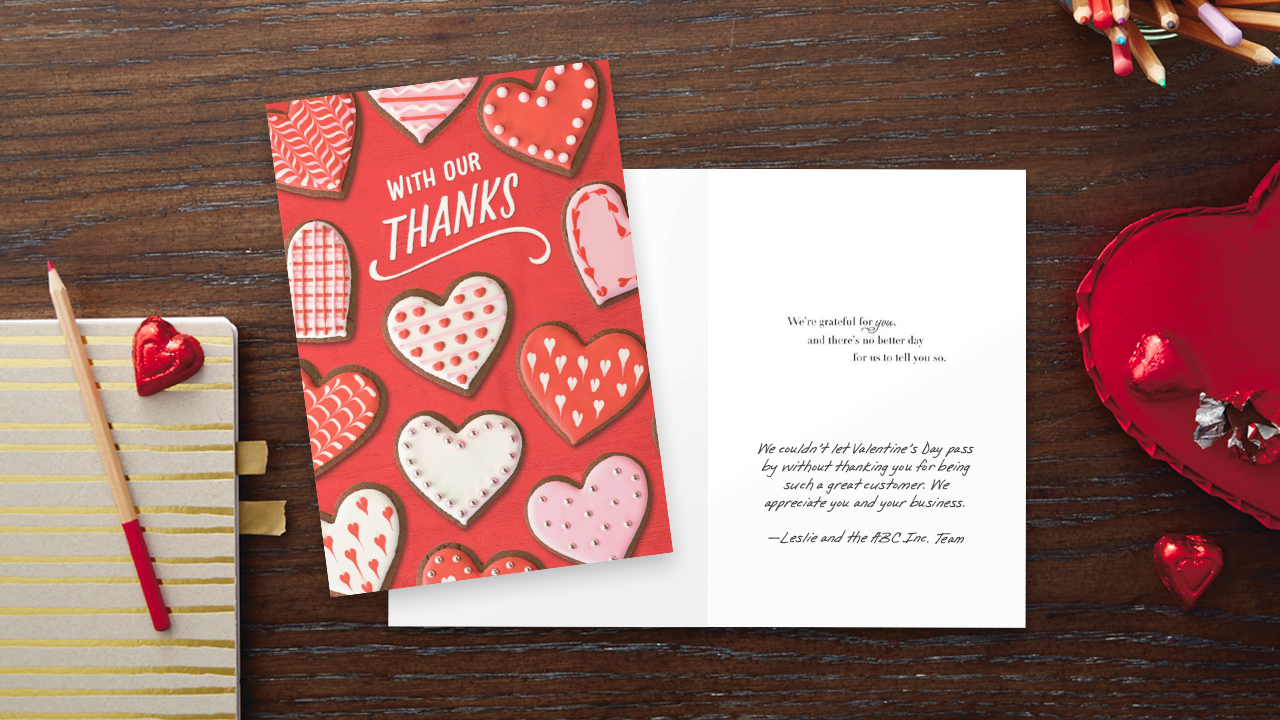 WITH OUR
THANKS
We're grateful for you,
and there's no better day
for us to tell you so.
We couldn't let Valentine's Day pass
by without thanking you for being
such a great customer. We
appreciate you and your business.
—Leslie and the ABC Inc. Team